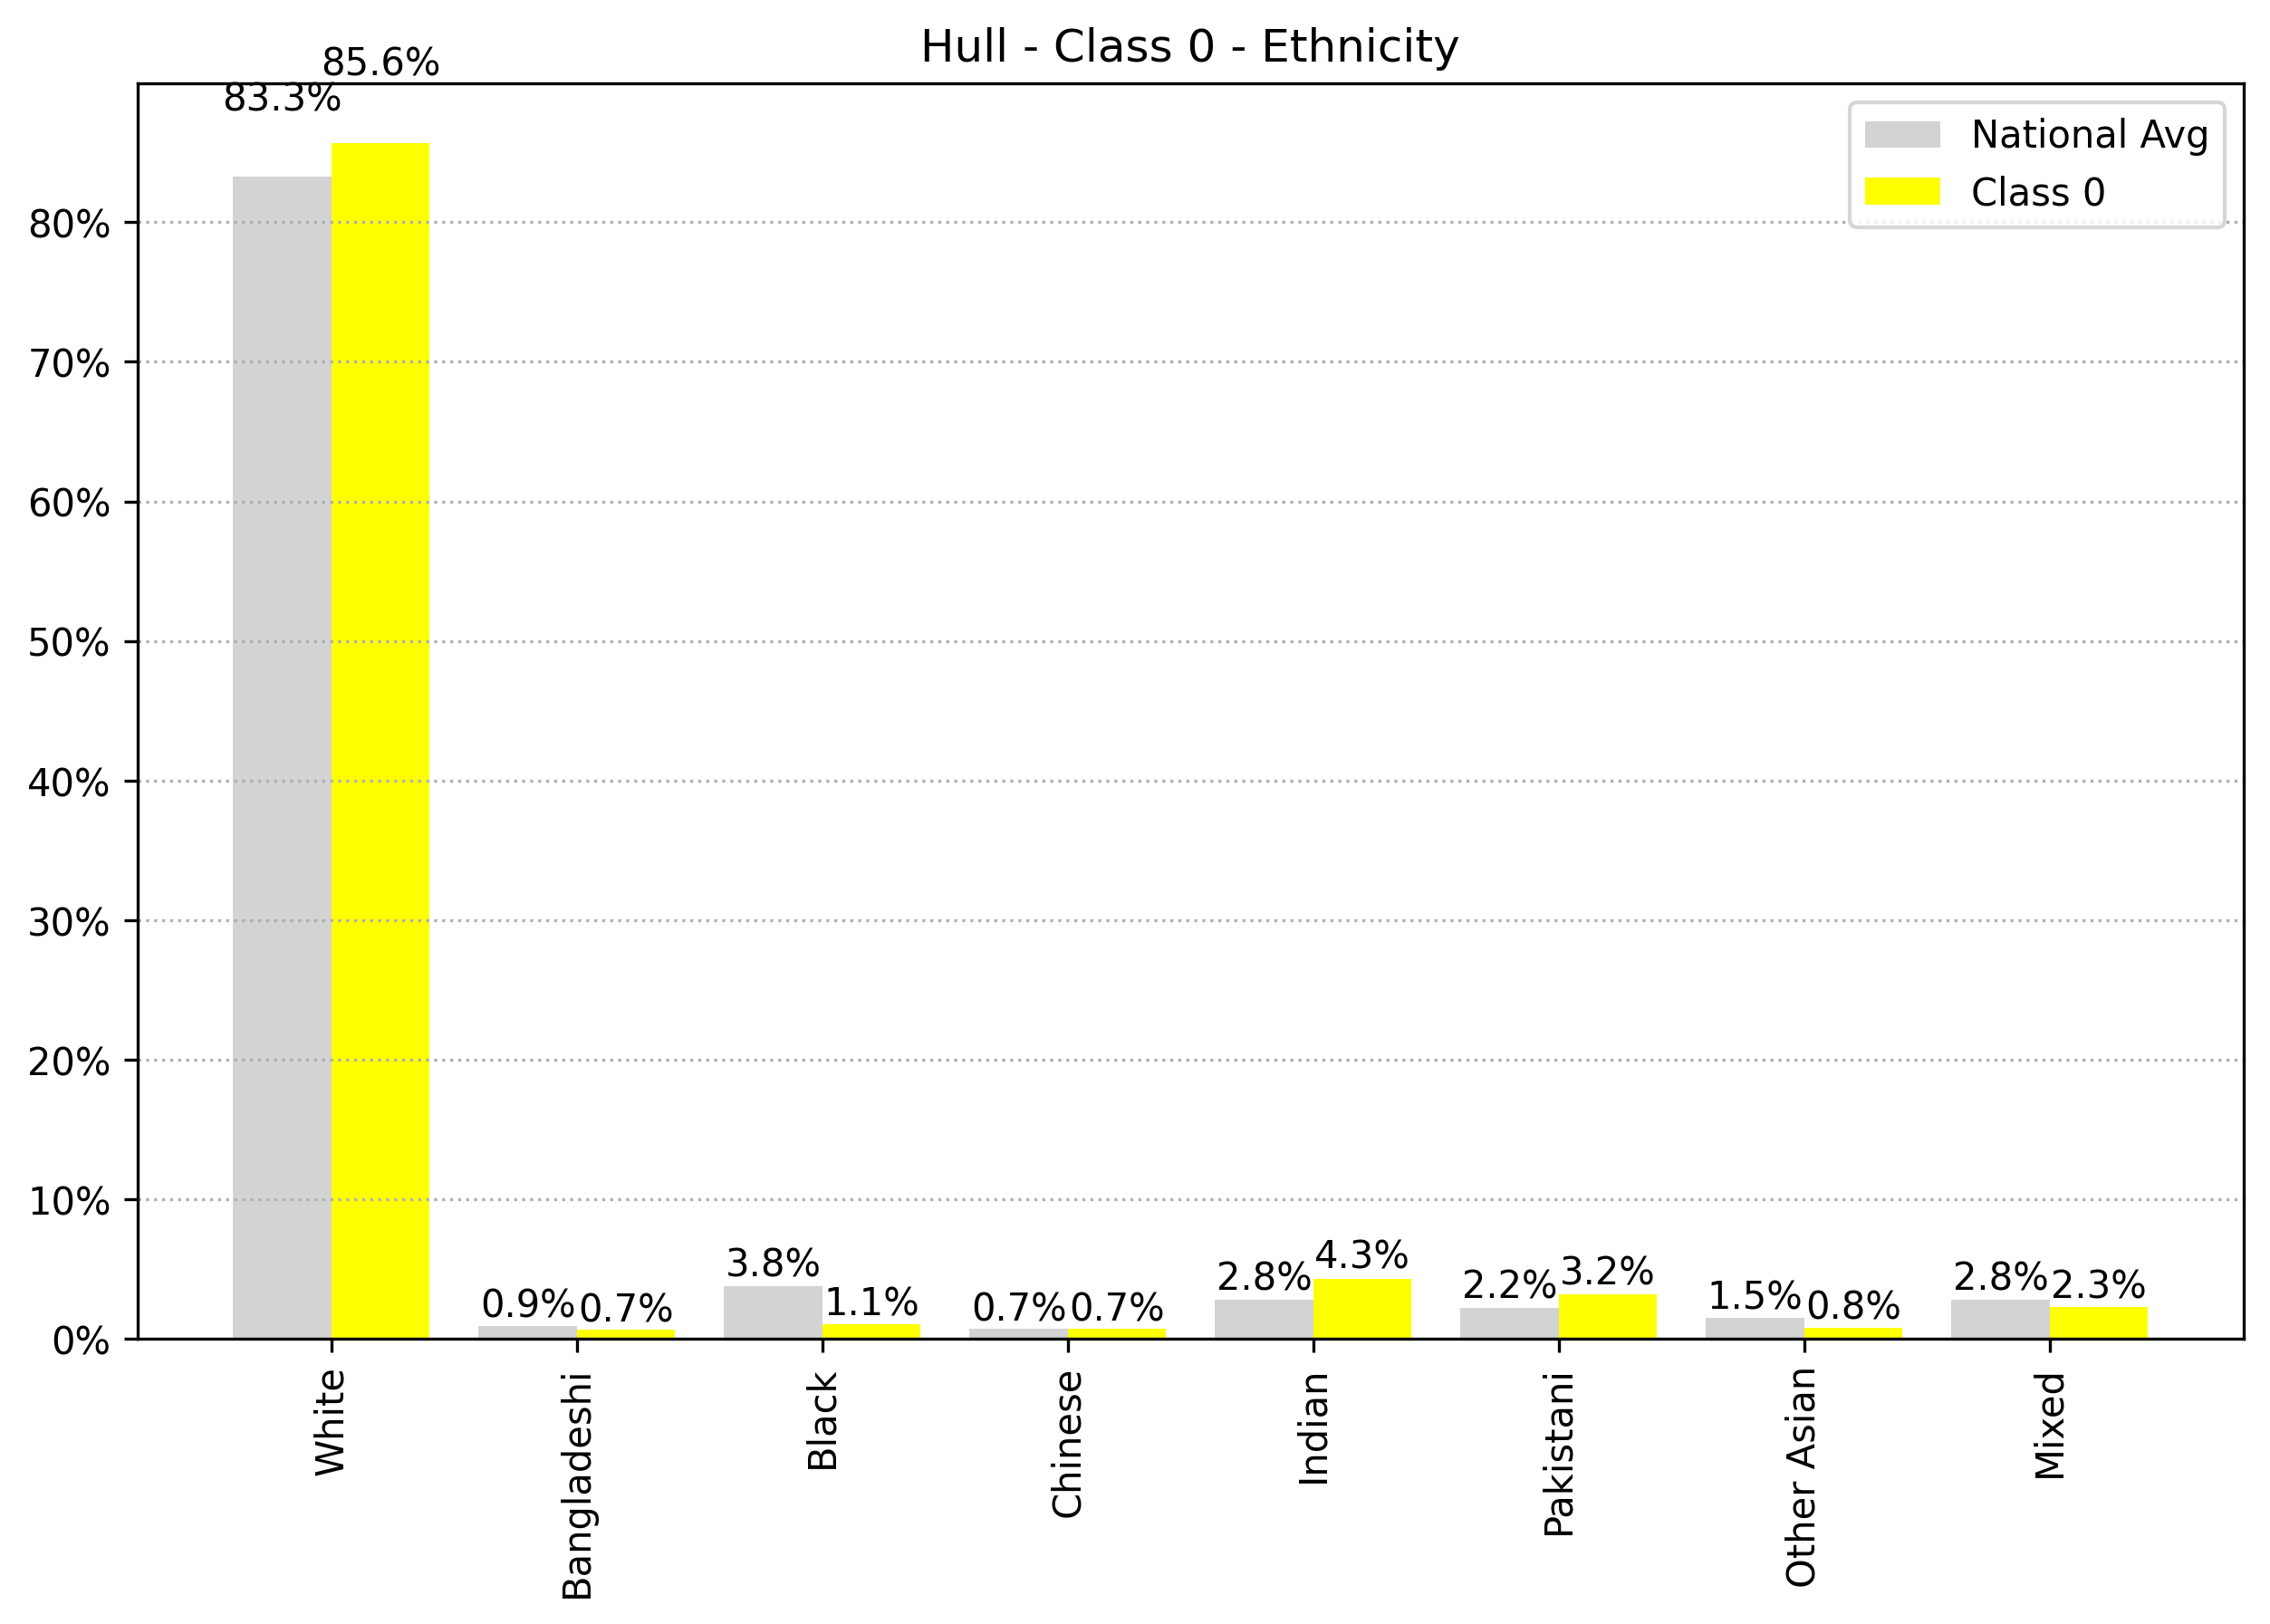 Hull - Class 0 - Ethnicity
85.6%
83.3%
National Avg
Class 0
80%
70%
60%
50%
40%
30%
20%
10%
0%
0.9%
0.7%
3.8%
1.1%
0.7%
0.7%
2.8%
4.3%
2.2%
3.2%
1.5%
0.8%
2.8%
2.3%
White
Bangladeshi
Black
Chinese
Indian
Pakistani
Other Asian
Mixed